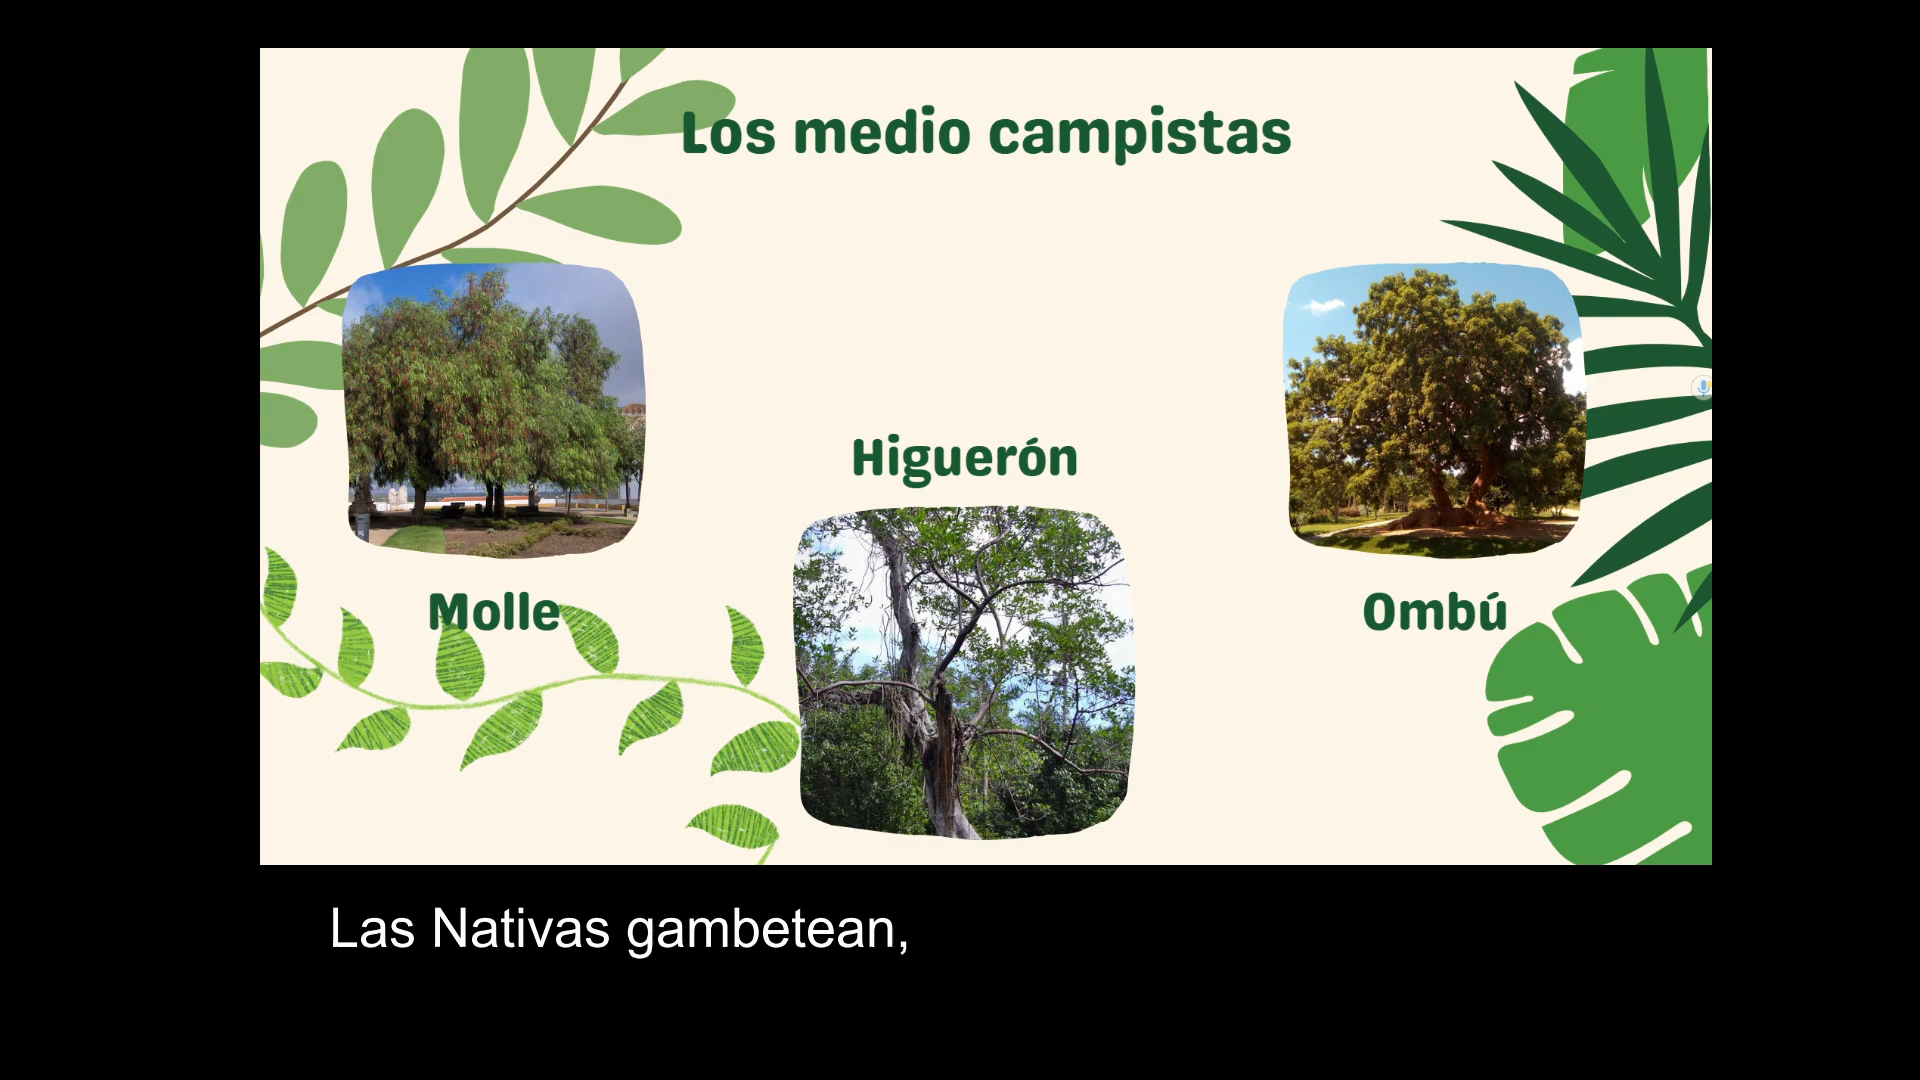 Los medio campistas
Higuerón
Molle
Ombú
Las Nativas gambetean,